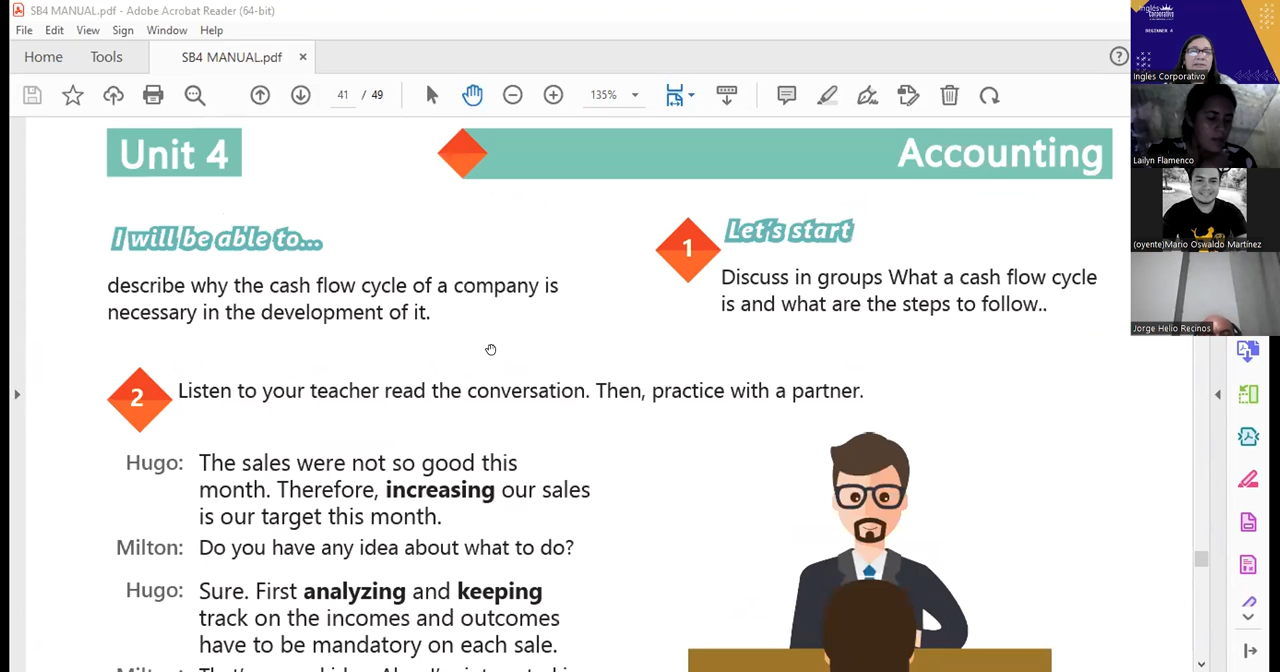 SB4 MANUAL.pdf - Adobe Acrobat Reader (64-bit)
File Edit View Sign Window Help
Home Tools SB4 MANUAL.pdf ×
41 / 49 135%
Unit 4
Accounting
I will be able to...
describe why the cash flow cycle of a company is
necessary in the development of it.
1
Let's start
Discuss in groups What a cash flow cycle
is and what are the steps to follow..
2
Listen to your teacher read the conversation. Then, practice with a partner.
Hugo: The sales were not so good this
month. Therefore, increasing our sales
is our target this month.
Milton: Do you have any idea about what to do?
Hugo: Sure. First analyzing and keeping
track on the incomes and outcomes
have to be mandatory on each sale.
Inglés
Corporativo
BEGINNER 4
Ingles Corporativo
Lailyn Flamenco
(oyente)Mario Oswaldo Martínez
Jorge Helio Recinos